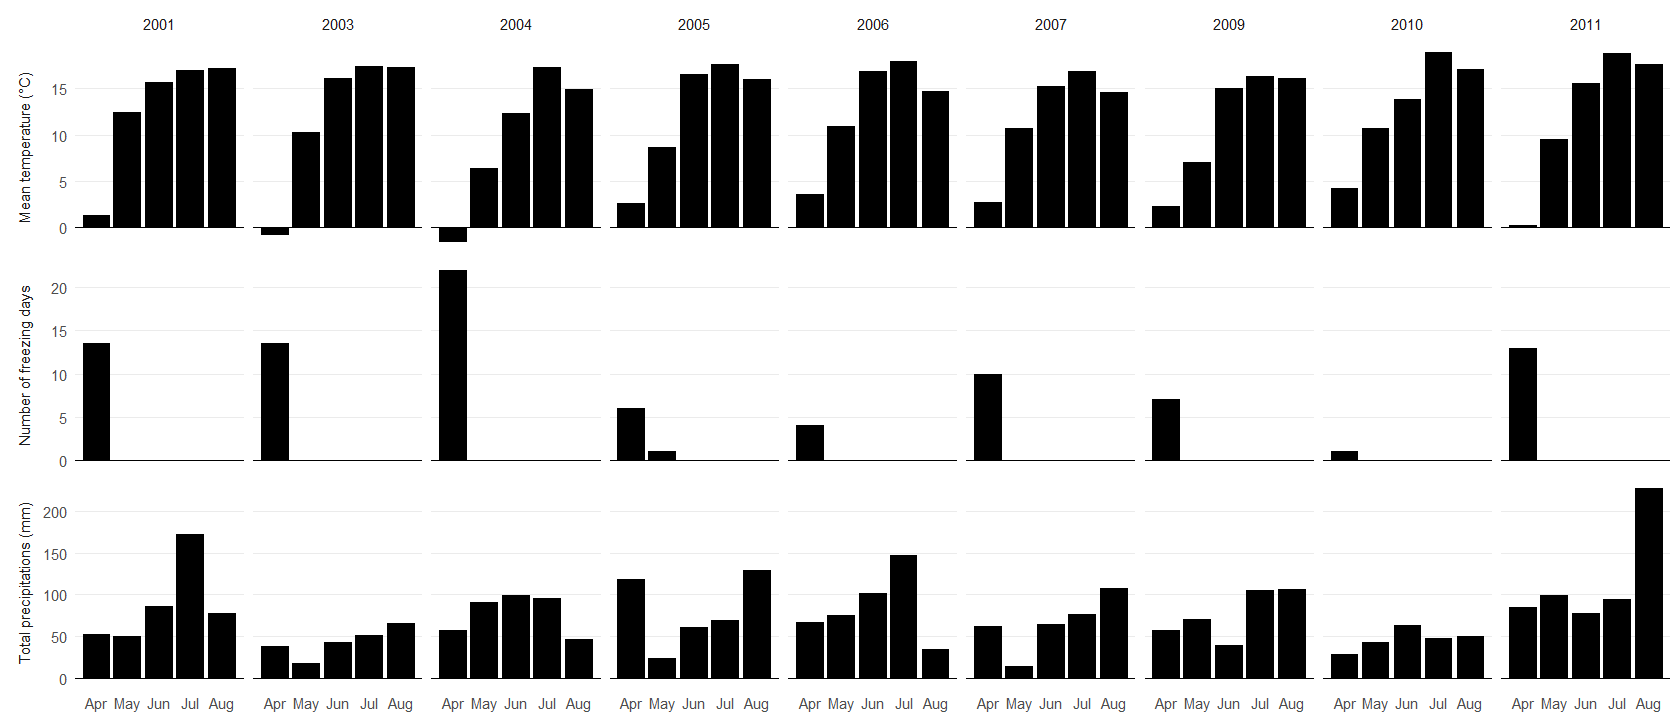 2001 2003 2004 2005 2006 2007 2009 2010 2011
Mean temperature (°C)
15
10
5
0
Number of freezing days
20
15
10
5
0
Total precipitations (mm)
200
150
100
50
0
Apr May Jun Jul Aug Apr May Jun Jul Aug Apr May Jun Jul Aug Apr May Jun Jul Aug Apr May Jun Jul Aug Apr May Jun Jul Aug Apr May Jun Jul Aug Apr May Jun Jul Aug Apr May Jun Jul Aug